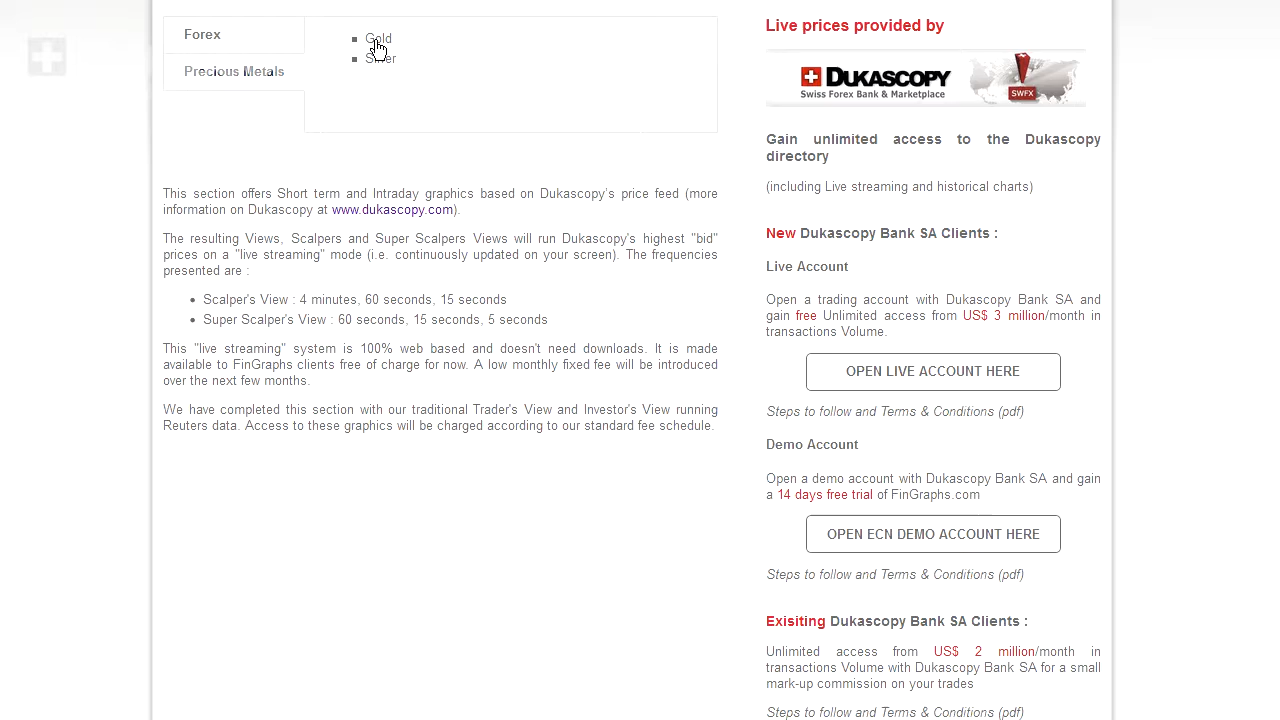 Forex
Precious Metals
Gold
Silver
This section offers Short term and Intraday graphics based on Dukascopy's price feed (more
information on Dukascopy at www.dukascopy.com).
The resulting Views, Scalpers and Super Scalpers Views will run Dukascopy's highest "bid"
prices on a "live streaming" mode (i.e. continuously updated on your screen). The frequencies
presented are :
Scalper's View : 4 minutes, 60 seconds, 15 seconds
Super Scalper's View : 60 seconds, 15 seconds, 5 seconds
This "live streaming" system is 100% web based and doesn't need downloads. It is made
available to FinGraphs clients free of charge for now. A low monthly fixed fee will be introduced
over the next few months.
We have completed this section with our traditional Trader's View and Investor's View running
Reuters data. Access to these graphics will be charged according to our standard fee schedule.
Live prices provided by
DUKASCOPY
Swiss Forex Bank & Marketplace
SWFX
Gain unlimited access to the Dukascopy
directory
(including Live streaming and historical charts)
New Dukascopy Bank SA Clients :
Live Account
Open a trading account with Dukascopy Bank SA and
gain free Unlimited access from US$ 3 million/month in
transactions Volume.
OPEN LIVE ACCOUNT HERE
Steps to follow and Terms & Conditions (pdf)
Demo Account
Open a demo account with Dukascopy Bank SA and gain
a 14 days free trial of FinGraphs.com
OPEN ECN DEMO ACCOUNT HERE
Steps to follow and Terms & Conditions (pdf)
Exisiting Dukascopy Bank SA Clients :
Unlimited access from US$ 2 million/month in
transactions Volume with Dukascopy Bank SA for a small
mark-up commission on your trades
Steps to follow and Terms & Conditions (pdf)